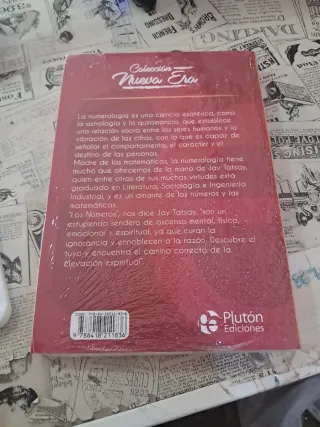 Colección
Nueva Era
La numerología es una ciencia esotérica, como
la astrología y la quiromancia, que establece
una relación sacra entre los seres humanos y la
vibración de las cifras, con lo que es capaz de
señalar el comportamiento, el carácter y el
destino de las personas.
Madre de las matemáticas, la numerología tiene
mucho que ofrecernos de la mano de Jay Tatsay,
quien entre otras de sus muchas virtudes está
graduado en Literatura, Sociología e Ingeniería
Industrial, y es un amante de los números y las
matemáticas.
"Los Números", nos dice Jay Tatsay, "son un
estupendo sendero de ascenso mental, físico,
emocional y espiritual, ya que curan la
ignorancia y ennoblecen a la razón. Descubre el
tuyo y encuentra el camino correcto de la
elevación espiritual".
9 788418 211836
Plutón
Ediciones